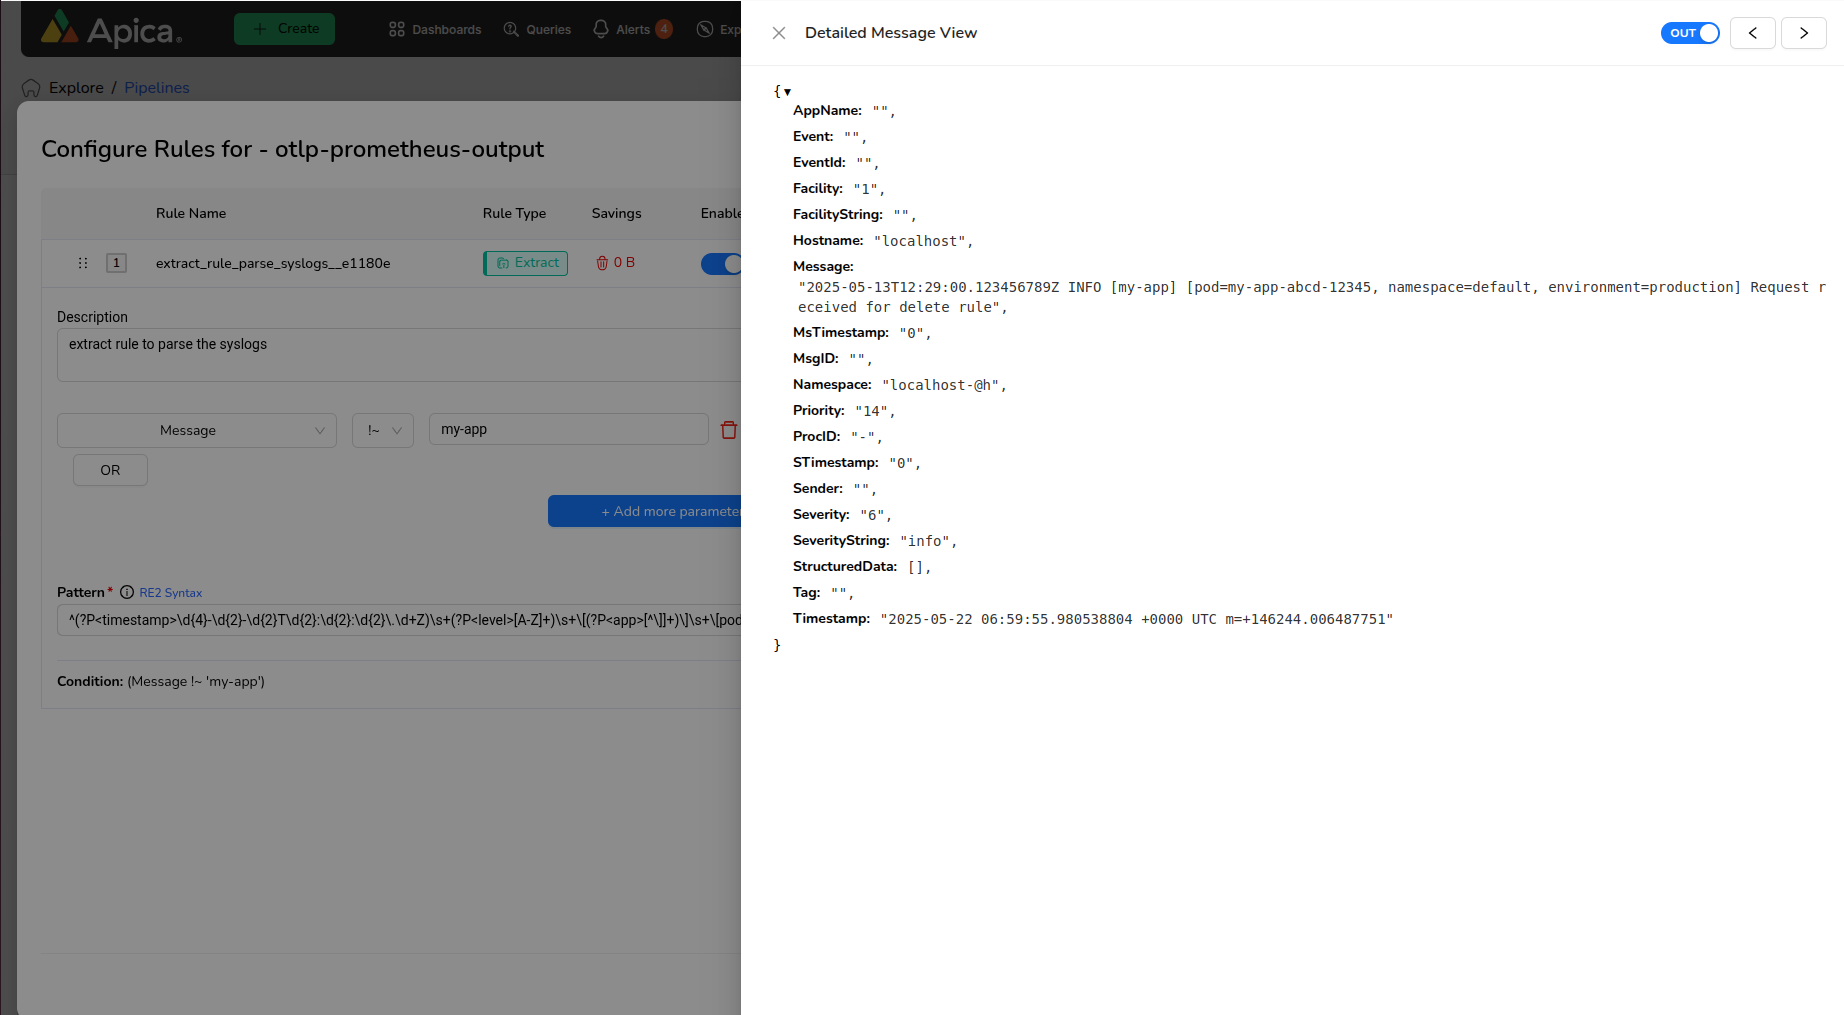 Apica
+ Create
Dashboards
Queries
Alerts 4
Exp
Explore / Pipelines
Configure Rules for - otlp-prometheus-output
Rule Name Rule Type Savings Enable
1 extract_rule_parse_syslogs__e1180e Extract 0 B
Description
extract rule to parse the syslogs
Message !~ my-app
OR
+ Add more parameter
Pattern * RE2 Syntax
^(?P<timestamp>\d{4}-\d{2}-\d{2}T\d{2}:\d{2}:\d{2}\.\d+Z)\s+(?P<level>[A-Z]+)\s+\[(?P<app>[^\]]+)\]\s+\[pod
Condition: (Message !~ 'my-app')
Detailed Message View
OUT < >
{▼
AppName: "",
Event: "",
EventId: "",
Facility: "1",
FacilityString: "",
Hostname: "localhost",
Message:
"2025-05-13T12:29:00.123456789Z INFO [my-app] [pod=my-app-abcd-12345, namespace=default, environment=production] Request r
eceived for delete rule",
MsTimestamp: "0",
MsgID: "",
Namespace: "localhost-@h",
Priority: "14",
ProcID: "-",
STimestamp: "0",
Sender: "",
Severity: "6",
SeverityString: "info",
StructuredData: [],
Tag: "",
Timestamp: "2025-05-22 06:59:55.980538804 +0000 UTC m=+146244.006487751"
}